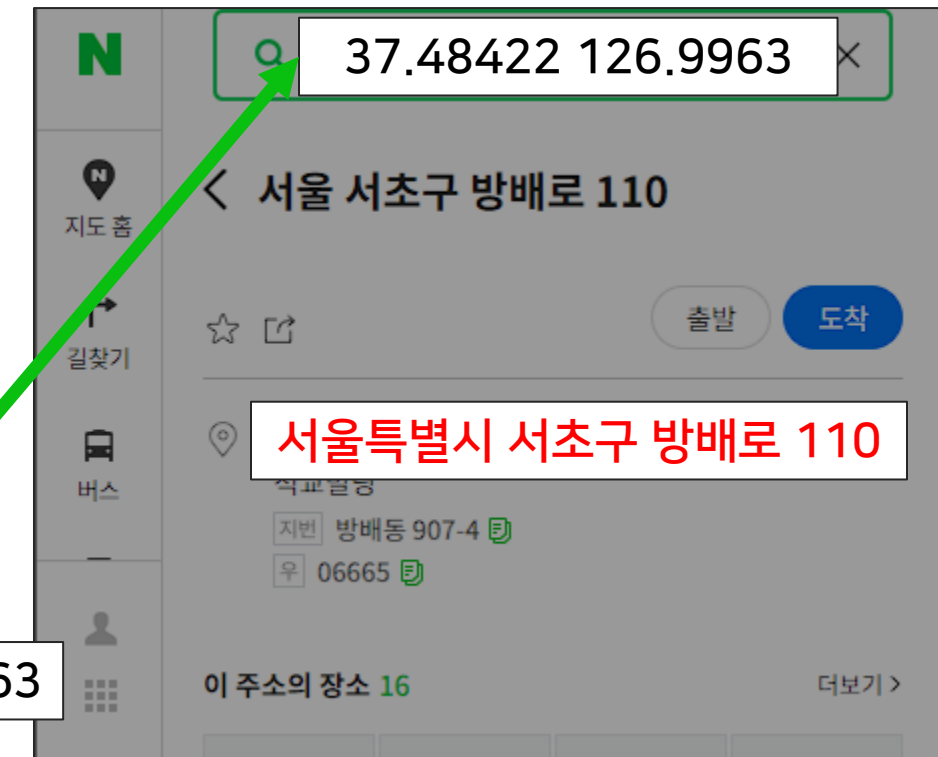 N
37.48422 126.9963
N
지도 홈
서울 서초구 방배로 110
길찾기
출발
도착
버스
서울특별시 서초구 방배로 110
지번 방배동 907-4
우 06665
63
이 주소의 장소 16
더보기 >